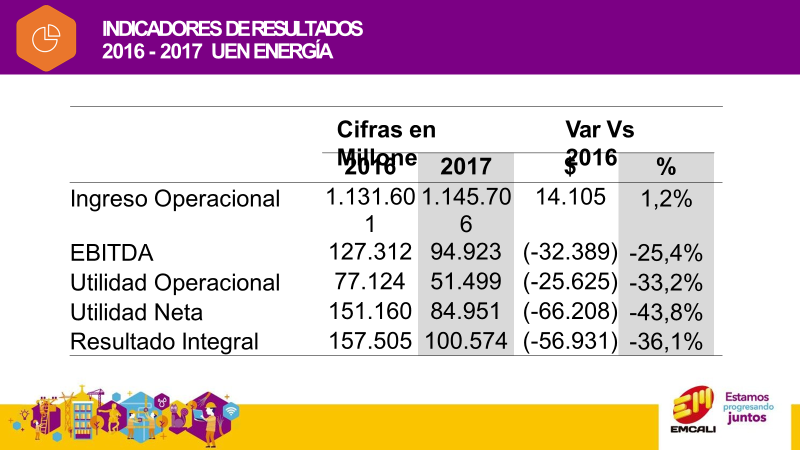 INDICADORES DE RESULTADOS
2016 - 2017 UEN ENERGÍA
Cifras en Millone Var Vs 2016
2016 2017 $ %
Ingreso Operacional 1.131.601 1.145.706 14.105 1,2%
EBITDA 127.312 94.923 (-32.389) -25,4%
Utilidad Operacional 77.124 51.499 (-25.625) -33,2%
Utilidad Neta 151.160 84.951 (-66.208) -43,8%
Resultado Integral 157.505 100.574 (-56.931) -36,1%
EM
EMCALI
Estamos
progresando
juntos